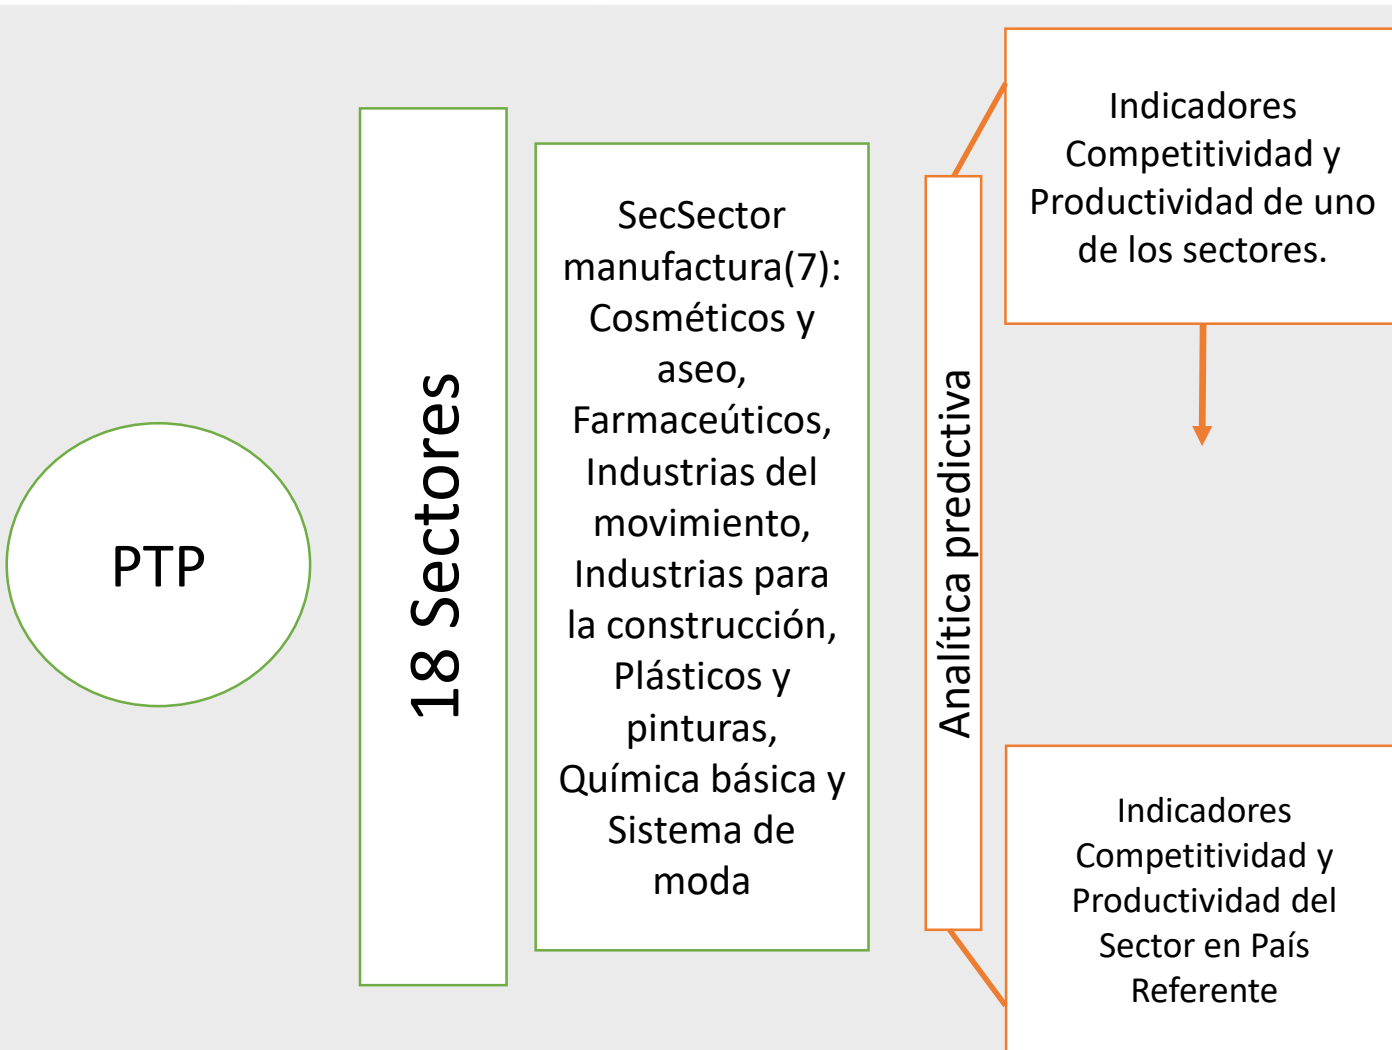 PTP
18 Sectores
SecSector
manufactura(7):
Cosméticos y
aseo,
Farmaceúticos,
Industrias del
movimiento,
Industrias para
la construcción,
Plásticos y
pinturas,
Química básica y
Sistema de
moda
Analítica predictiva
Indicadores
Competitividad y
Productividad de uno
de los sectores.
Indicadores
Competitividad y
Productividad del
Sector en País
Referente